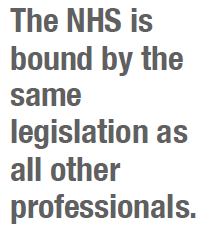 The NHS is
bound by the
same
legislation as
all other
professionals.